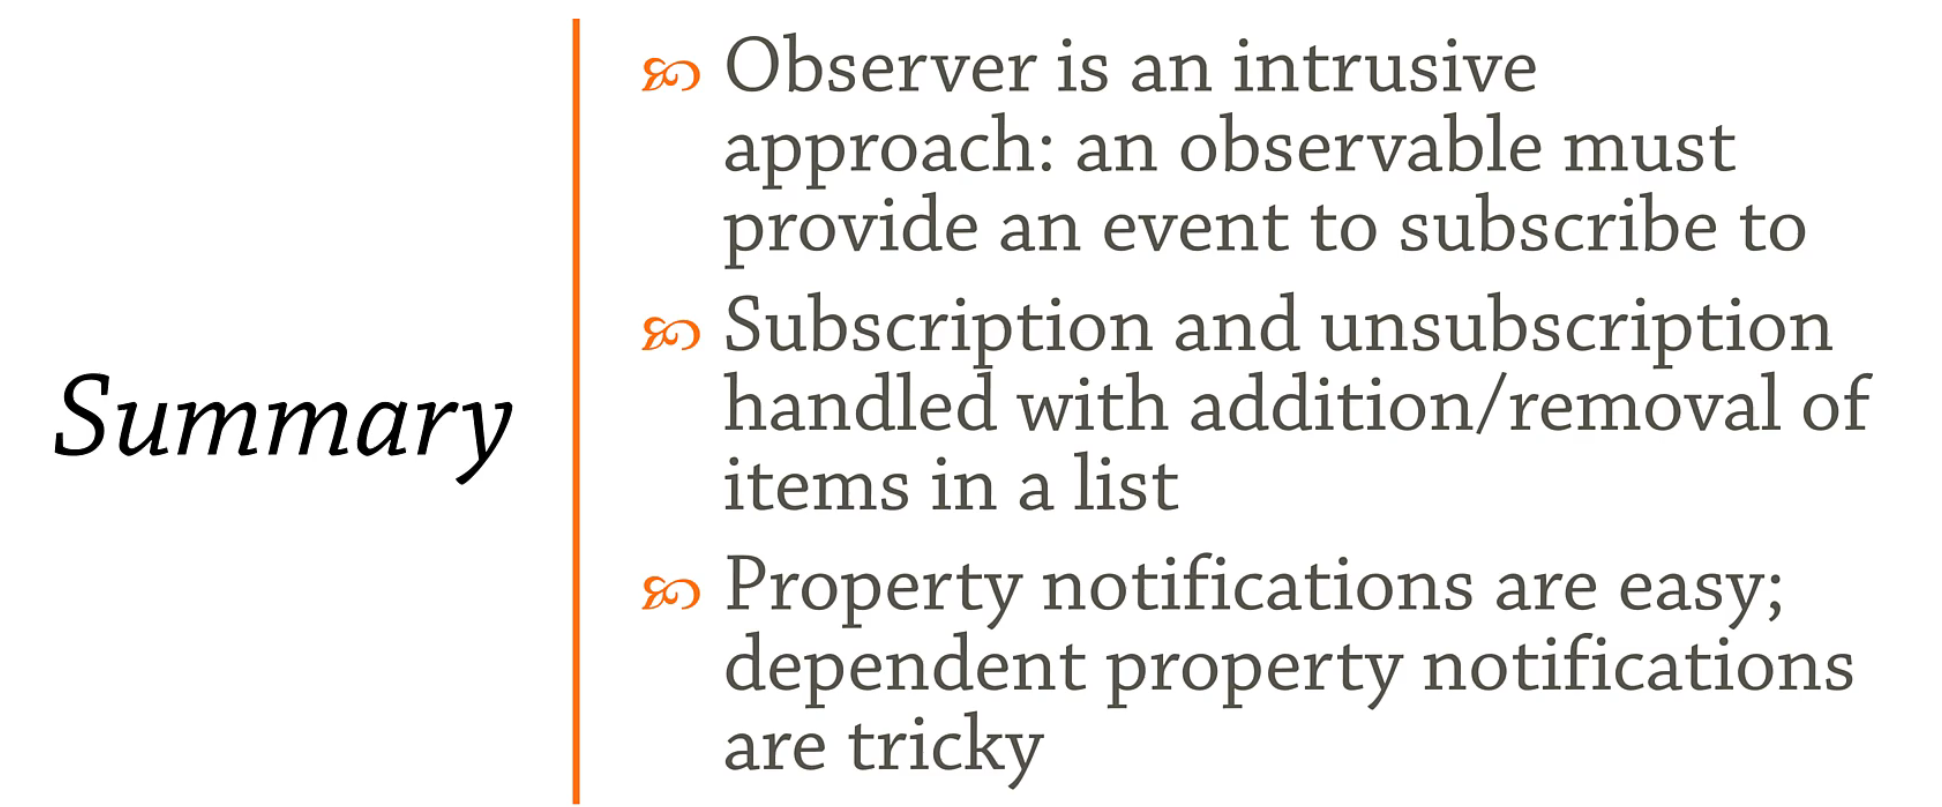 Summary
Observer is an intrusive
approach: an observable must
provide an event to subscribe to
Subscription and unsubscription
handled with addition/removal of
items in a list
Property notifications are easy;
dependent property notifications
are tricky